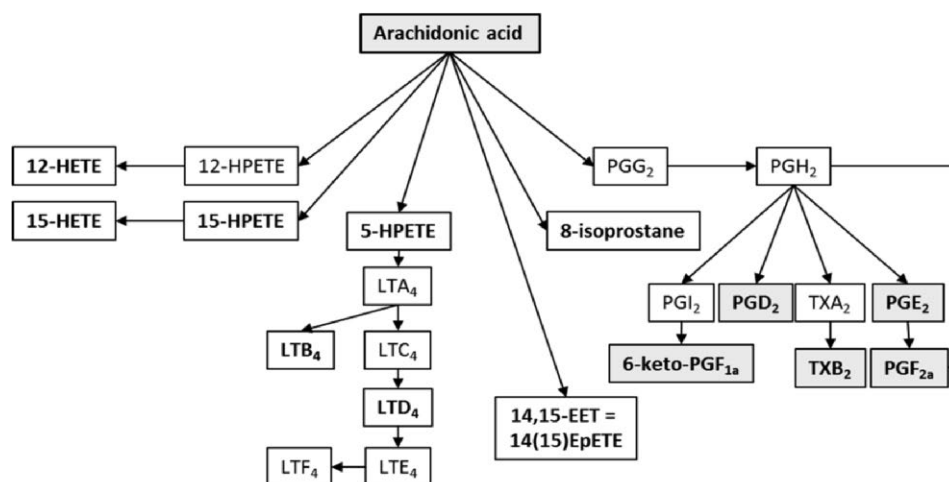 Arachidonic acid
12-HETE
12-HPETE
PGG₂
PGH₂
15-HETE
15-HPETE
5-HPETE
8-isoprostane
LTA₄
PGI₂
PGD₂
TXA₂
PGE₂
LTB₄
LTC₄
6-keto-PGF₁ₐ
TXB₂
PGF₂ₐ
LTD₄
14,15-EET =
14(15)EpETE
LTF₄
LTE₄